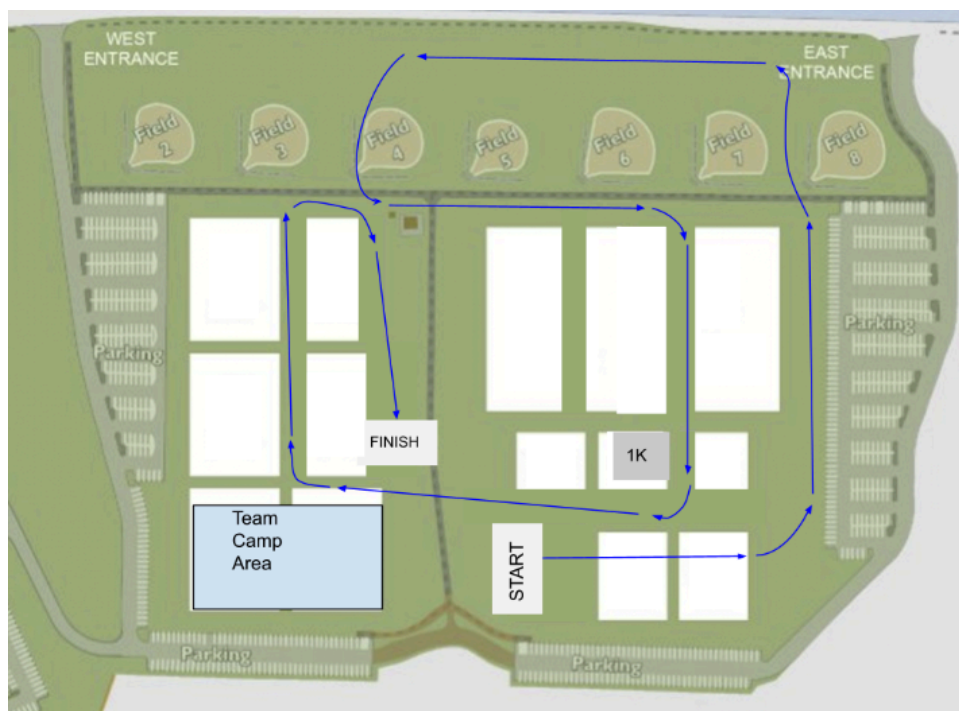 WEST
ENTRANCE
EAST
ENTRANCE
Field
2
Field
3
Field
4
Field
5
Field
6
Field
7
Field
8
Parking
Parking
FINISH
1K
Team
Camp
Area
START
Parking
Parking